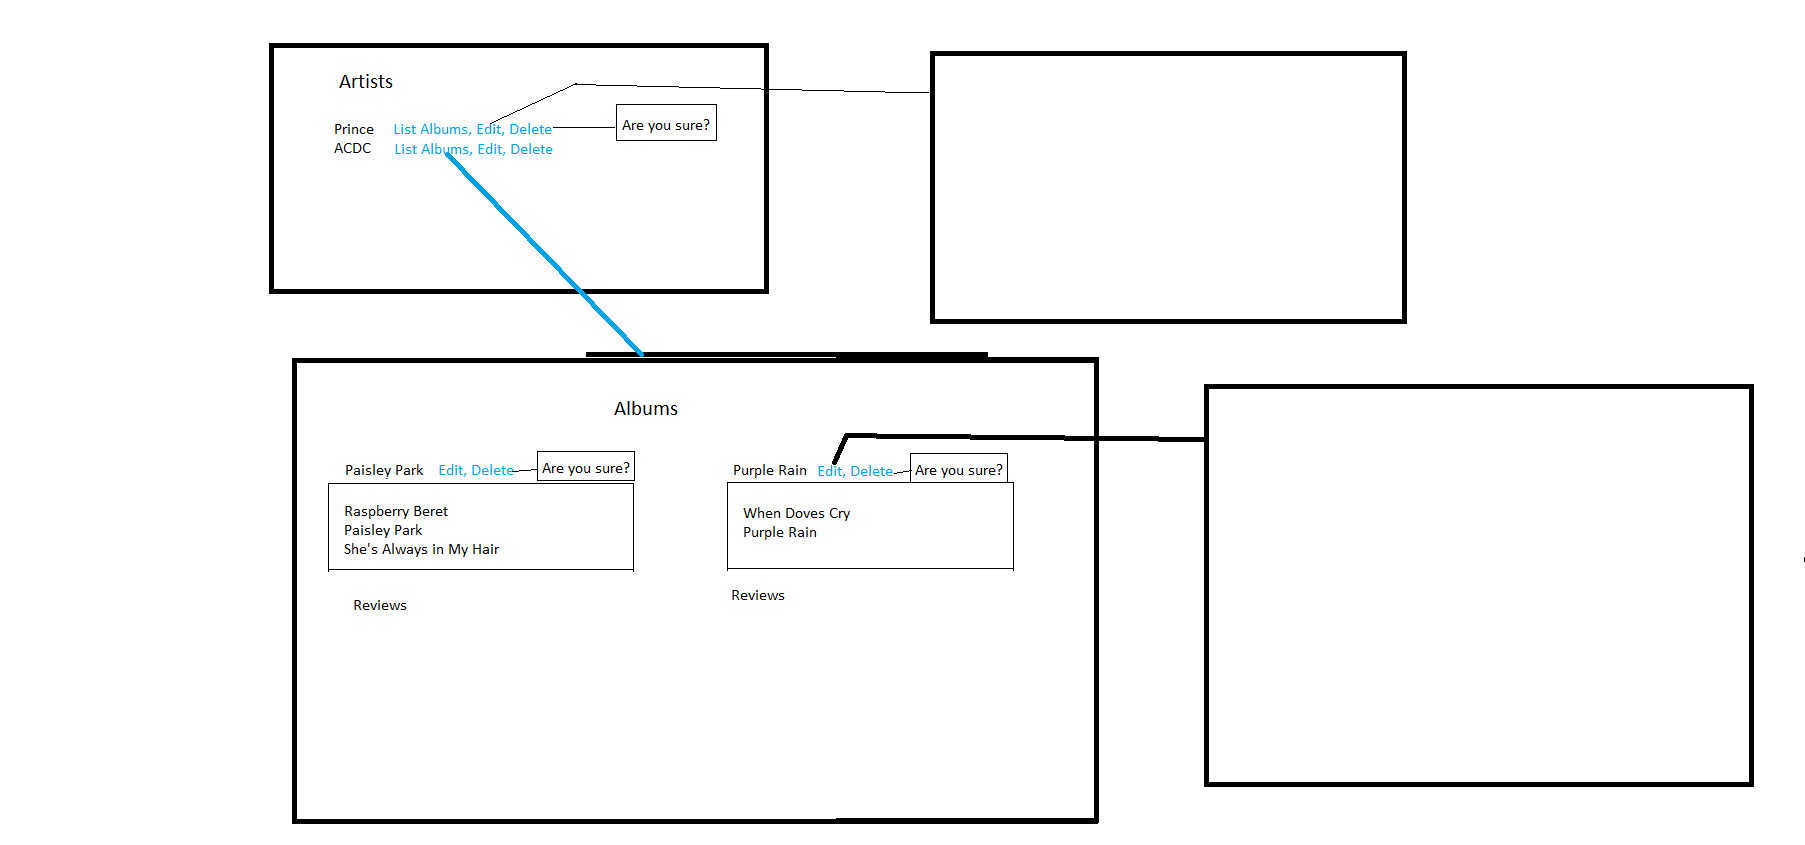 Artists
Prince List Albums, Edit, Delete Are you sure?
ACDC List Albums, Edit, Delete
Albums
Paisley Park Edit, Delete Are you sure?
Raspberry Beret
Paisley Park
She's Always in My Hair
Reviews
Purple Rain Edit, Delete Are you sure?
When Doves Cry
Purple Rain
Reviews